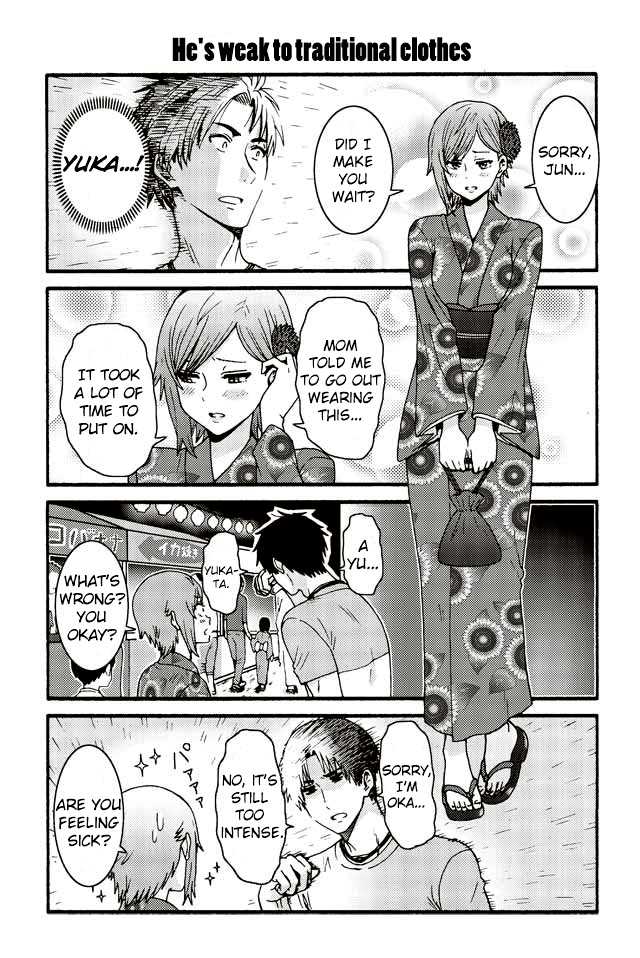 He's weak to traditional clothes
SORRY,
JUN...
DID I
MAKE
YOU
WAIT?
YUKA...!
MOM
TOLD ME
TO GO OUT
WEARING
THIS...
IT TOOK
A LOT OF
TIME TO
PUT ON.
A
YU...
YUKA-
TA.
WHAT'S
WRONG?
YOU
OKAY?
イカ焼き
SORRY,
I'M
OKA...
NO, IT'S
STILL
TOO
INTENSE.
パァァァ
ARE YOU
FEELING
SICK?